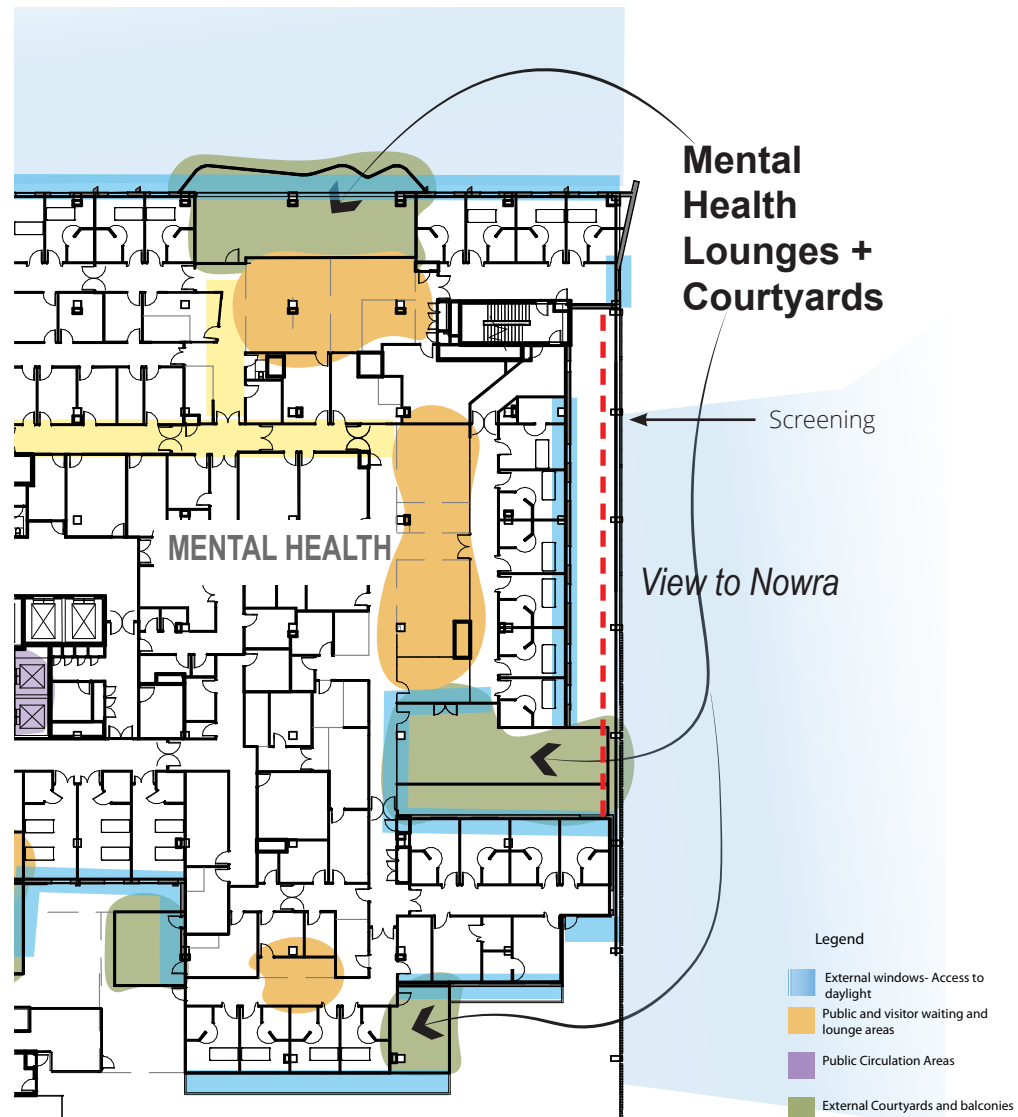 Mental
Health
Lounges +
Courtyards
Screening
MENTAL HEALTH
View to Nowra
Legend
External windows- Access to
daylight
Public and visitor waiting and
lounge areas
Public Circulation Areas
External Courtyards and balconies